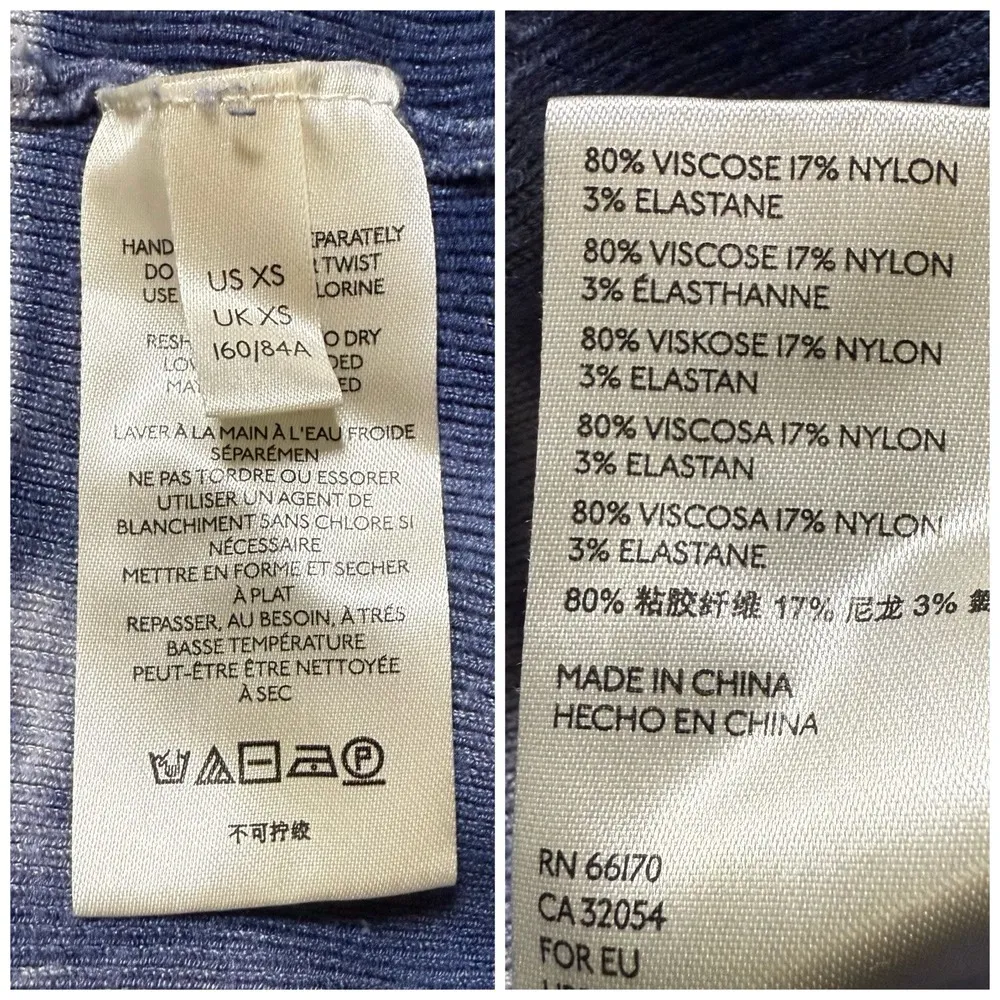 US XS
UK XS
160/84A
HAND
PARATELY
DO
TWIST
USE
LORINE
RESH
O DRY
LOW
DED
MA
ED
LAVER À LA MAIN À L'EAU FROIDE
SÉPARÉMEN
NE PAS TORDRE OU ESSORER
UTILISER UN AGENT DE
BLANCHIMENT SANS CHLORE SI
NÉCESSAIRE
METTRE EN FORME ET SECHER
À PLAT
REPASSER, AU BESOIN, À TRÉS
BASSE TEMPÉRATURE
PEUT-ÊTRE ÊTRE NETTOYÉE
À SEC
P
不可拧绞
80% VISCOSE 17% NYLON
3% ELASTANE
80% VISCOSE 17% NYLON
3% ÉLASTHANNE
80% VISKOSE 17% NYLON
3% ELASTAN
80% VISCOSA 17% NYLON
3% ELASTAN
80% VISCOSA 17% NYLON
3% ELASTANE
80% 粘胶纤维 17% 尼龙 3%
MADE IN CHINA
HECHO EN CHINA
RN 66170
CA 32054
FOR EU